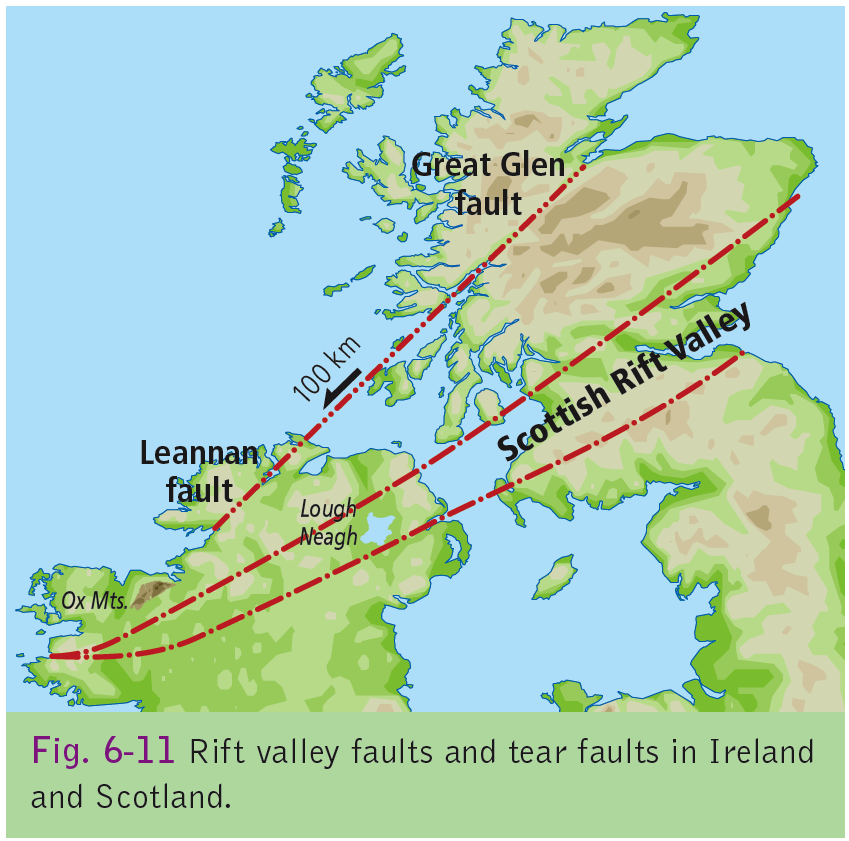 Great Glen
fault
100 km
Scottish Rift Valley
Leannan
fault
Lough
Neagh
Ox Mts.
Fig. 6-11 Rift valley faults and tear faults in Ireland
and Scotland.